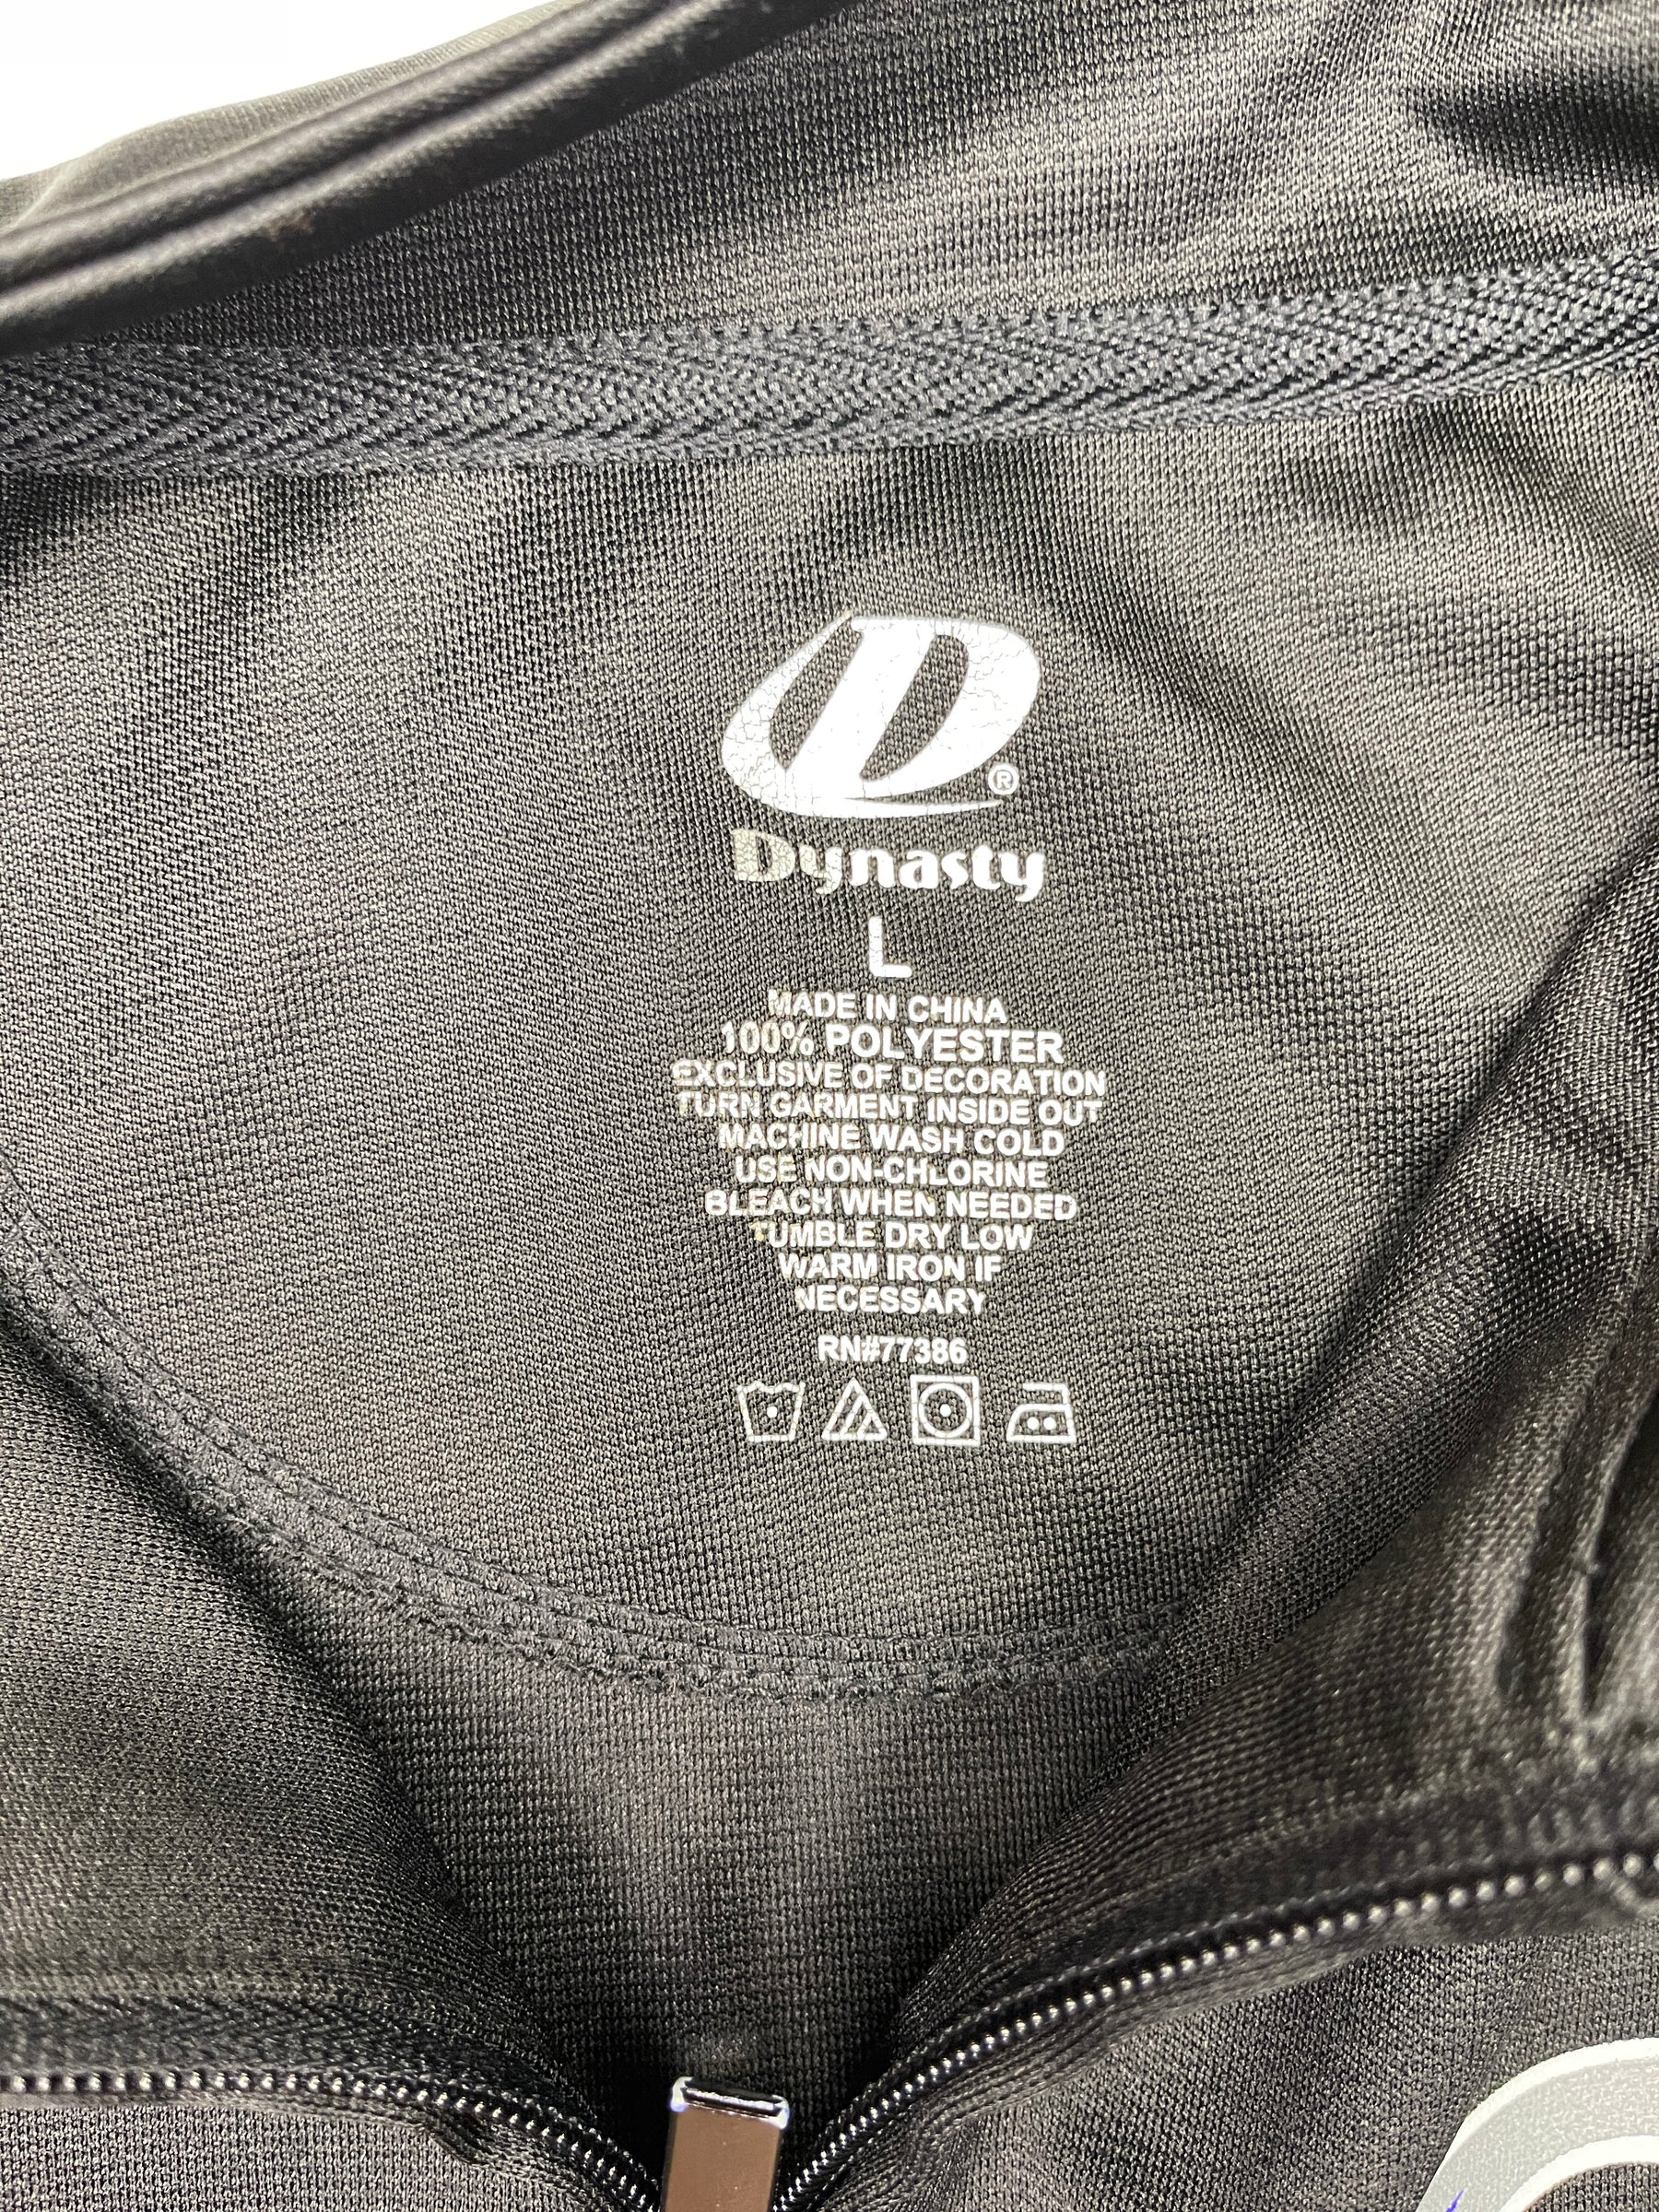 D®
Dynasty
L
MADE IN CHINA
100% POLYESTER
EXCLUSIVE OF DECORATION
TURN GARMENT INSIDE OUT
MACHINE WASH COLD
USE NON-CHLORINE
BLEACH WHEN NEEDED
TUMBLE DRY LOW
WARM IRON IF
NECESSARY
RN#77386